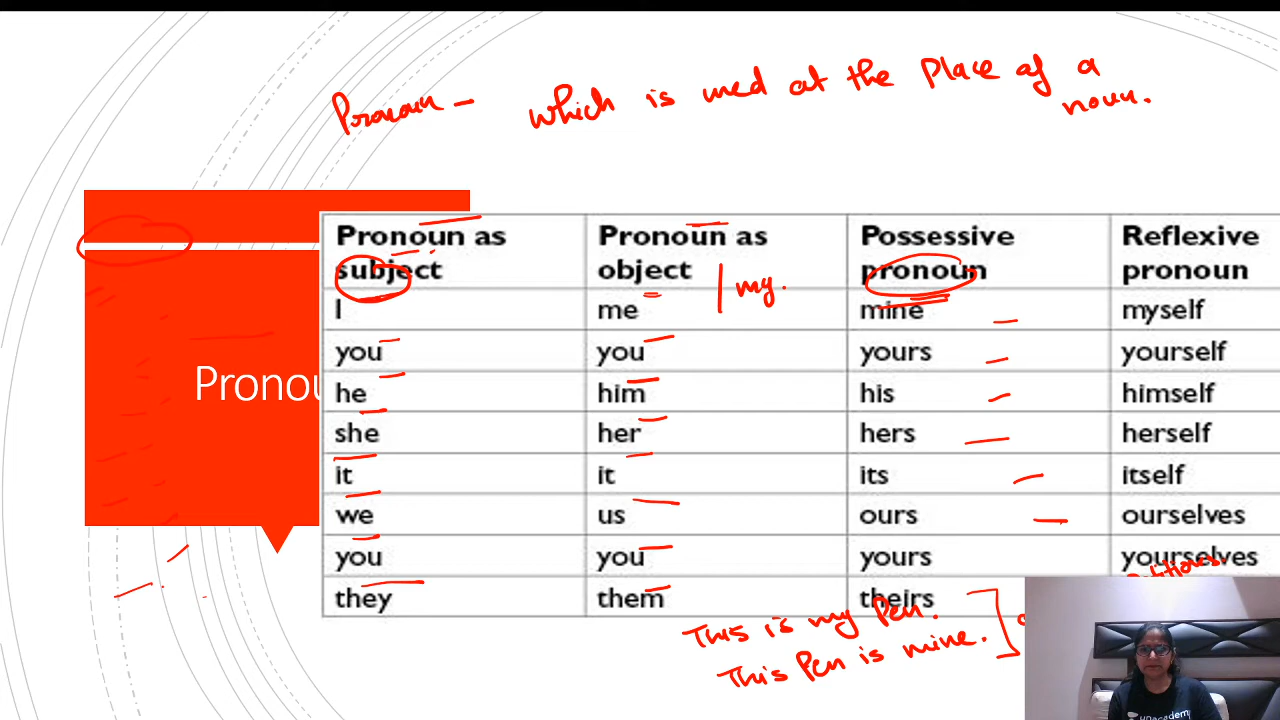 Pronoun – which is used at the place of a
noun.
Pronoun as subject Pronoun as object Possessive pronoun Reflexive pronoun
my.
I me mine myself
you you yours yourself
he him his himself
Pronou
she her hers herself
it it its itself
we us ours ourselves
you you yours yourselves
they them theirs
This is my Pen.
This Pen is mine.
unacadem